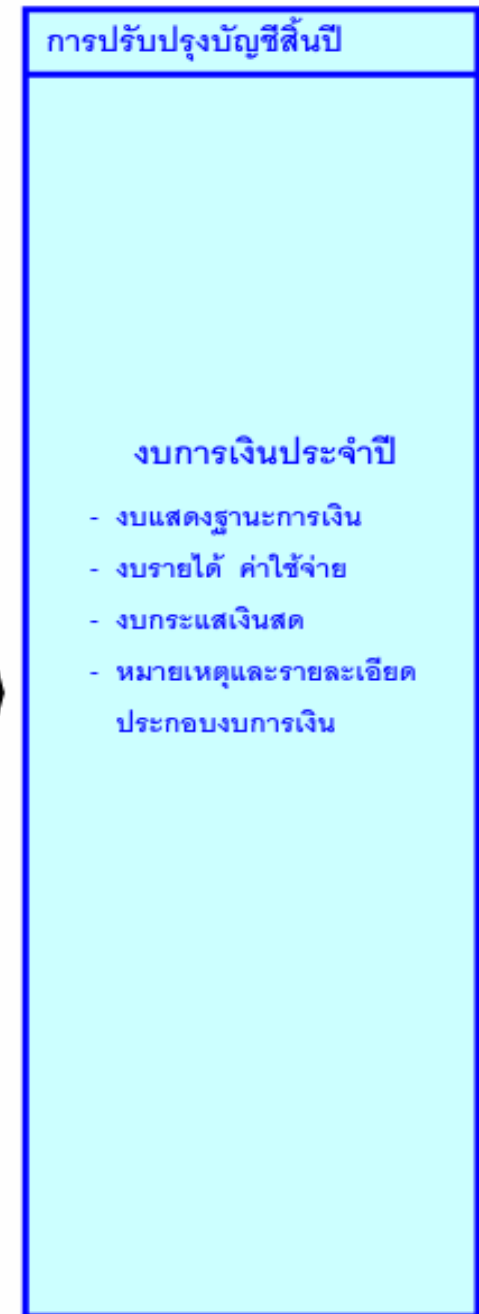 การปรับปรุงบัญชีสิ้นปี
งบการเงินประจำปี
- งบแสดงฐานะการเงิน
- งบรายได้ ค่าใช้จ่าย
- งบกระแสเงินสด
- หมายเหตุและรายละเอียด
ประกอบงบการเงิน